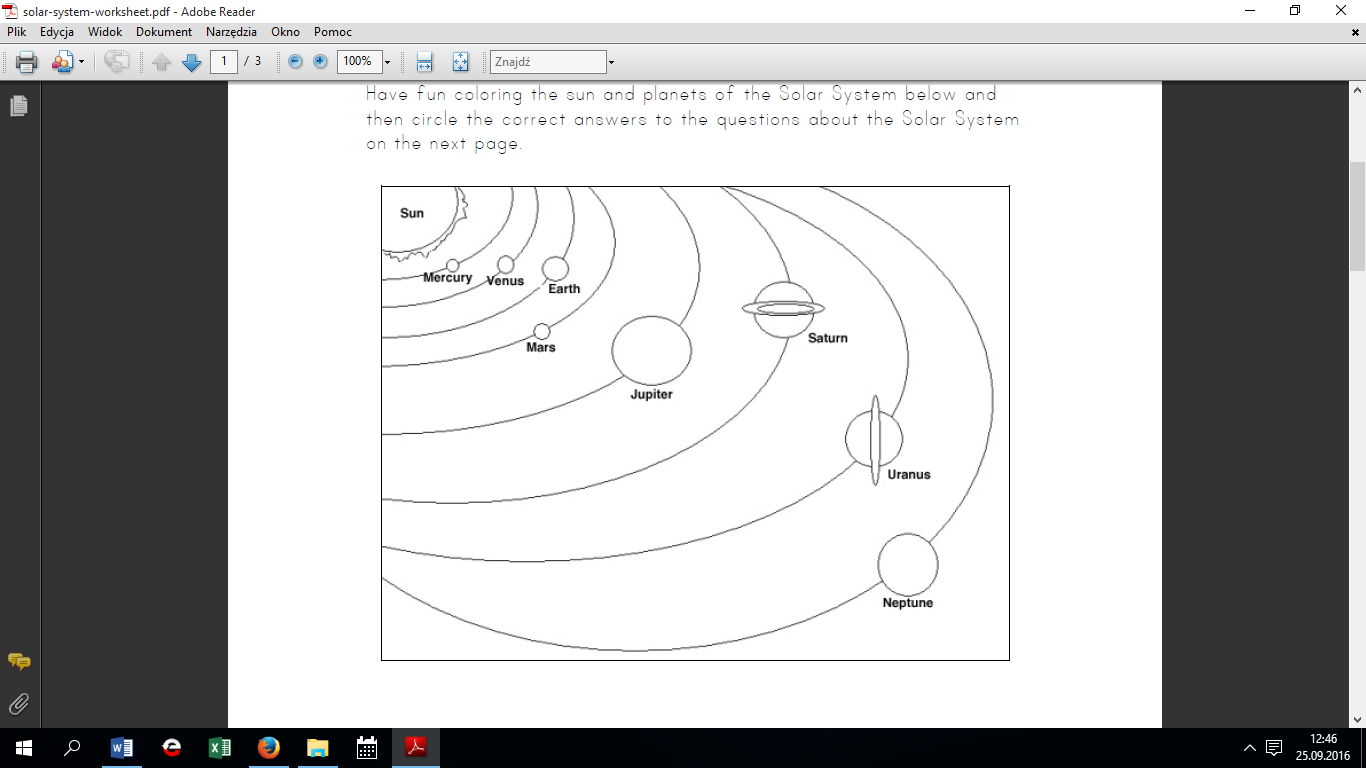 solar-system-worksheet.pdf - Adobe Reader
Plik Edycja Widok Dokument Narzędzia Okno Pomoc
1 / 3 100% Znajdź
Have fun coloring the sun and planets of the Solar System below and
then circle the correct answers to the questions about the Solar System
on the next page.
Sun
Mercury
Venus
Earth
Mars
Jupiter
Saturn
Uranus
Neptune
12:46
25.09.2016